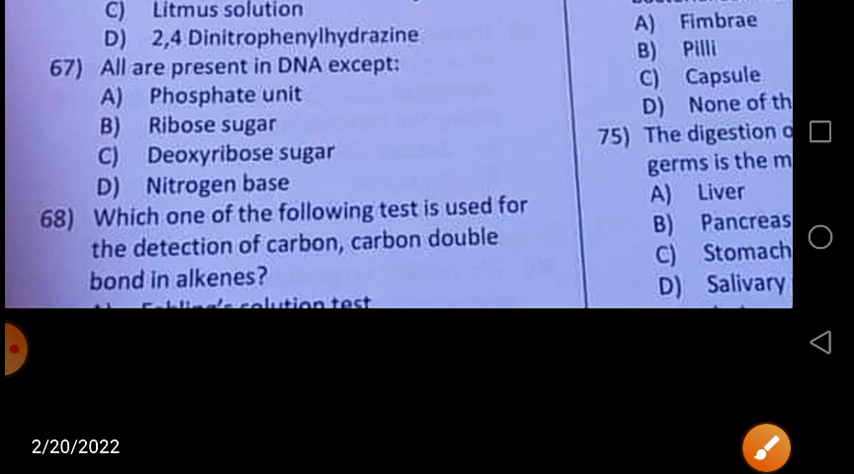 C) Litmus solution
D) 2,4 Dinitrophenylhydrazine
67) All are present in DNA except:
A) Phosphate unit
B) Ribose sugar
C) Deoxyribose sugar
D) Nitrogen base
68) Which one of the following test is used for
the detection of carbon, carbon double
bond in alkenes?
solution test
A) Fimbrae
B) Pilli
C) Capsule
D) None of th
75) The digestion o
germs is the m
A) Liver
B) Pancreas
C) Stomach
D) Salivary
2/20/2022